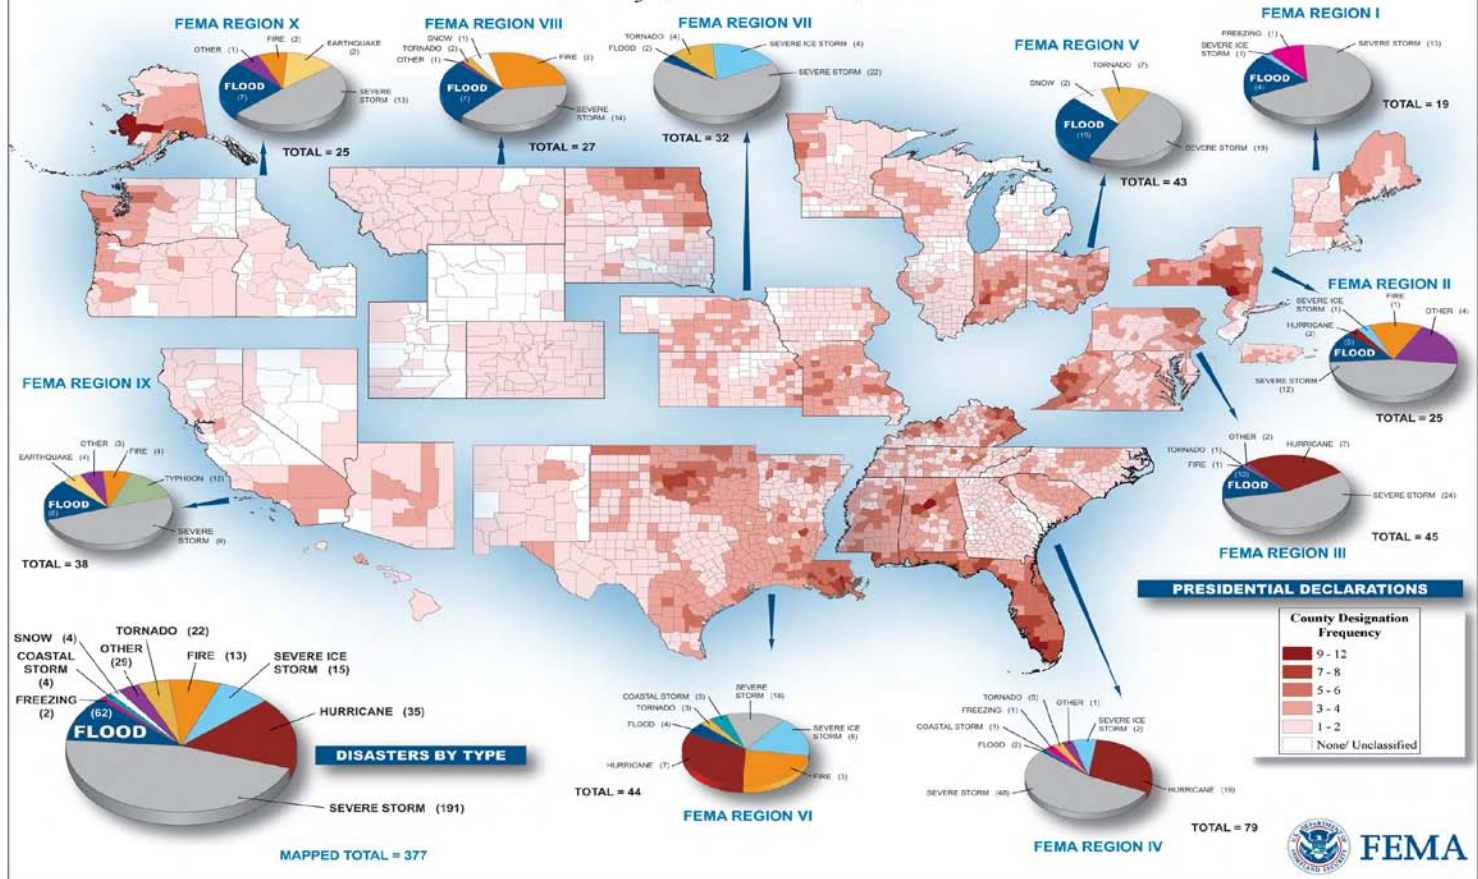 FEMA REGION X
OTHER (1)
FIRE (2)
EARTHQUAKE
(2)
FLOOD
(7)
SEVERE
STORM (13)
TOTAL = 25
FEMA REGION VIII
SNOW (1)
TORNADO (2)
OTHER (1)
FIRE (2)
FLOOD
(7)
SEVERE
STORM (14)
TOTAL = 27
FEMA REGION VII
TORNADO (4)
FLOOD (2)
SEVERE ICE STORM (4)
SEVERE STORM (22)
TOTAL = 32
FEMA REGION V
TORNADO (7)
SNOW (2)
FLOOD
(15)
SEVERE STORM (19)
TOTAL = 43
FEMA REGION I
FREEZING (1)
SEVERE ICE
STORM (1)
SEVERE STORM (13)
FLOOD
(4)
TOTAL = 19
FEMA REGION II
SEVERE ICE
STORM (1)
FIRE
(1)
OTHER (4)
HURRICANE
(2)
(5)
FLOOD
SEVERE STORM
(12)
TOTAL = 25
FEMA REGION IX
OTHER (3)
EARTHQUAKE (4)
FIRE (4)
TYPHOON (12)
FLOOD
(6)
SEVERE
STORM (9)
TOTAL = 38
OTHER (2)
HURRICANE (7)
TORNADO (1)
FIRE (1)
(10)
FLOOD
SEVERE STORM (24)
TOTAL = 45
FEMA REGION III
PRESIDENTIAL DECLARATIONS
County Designation
Frequency
9 - 12
7 - 8
5 - 6
3 - 4
1 - 2
None/ Unclassified
TORNADO (22)
SNOW (4)
OTHER
(29)
FIRE (13)
COASTAL
STORM
(4)
SEVERE ICE
STORM (15)
FREEZING
(2)
(62)
FLOOD
HURRICANE (35)
DISASTERS BY TYPE
SEVERE STORM (191)
MAPPED TOTAL = 377
SEVERE
STORM (16)
COASTAL STORM (3)
TORNADO (3)
FLOOD (4)
SEVERE ICE
STORM (8)
HURRICANE (7)
FIRE (3)
TOTAL = 44
FEMA REGION VI
TORNADO (5)
OTHER (1)
FREEZING (1)
SEVERE ICE
STORM (2)
COASTAL STORM (1)
FLOOD (2)
SEVERE STORM (48)
HURRICANE (19)
TOTAL = 79
FEMA REGION IV
FEMA